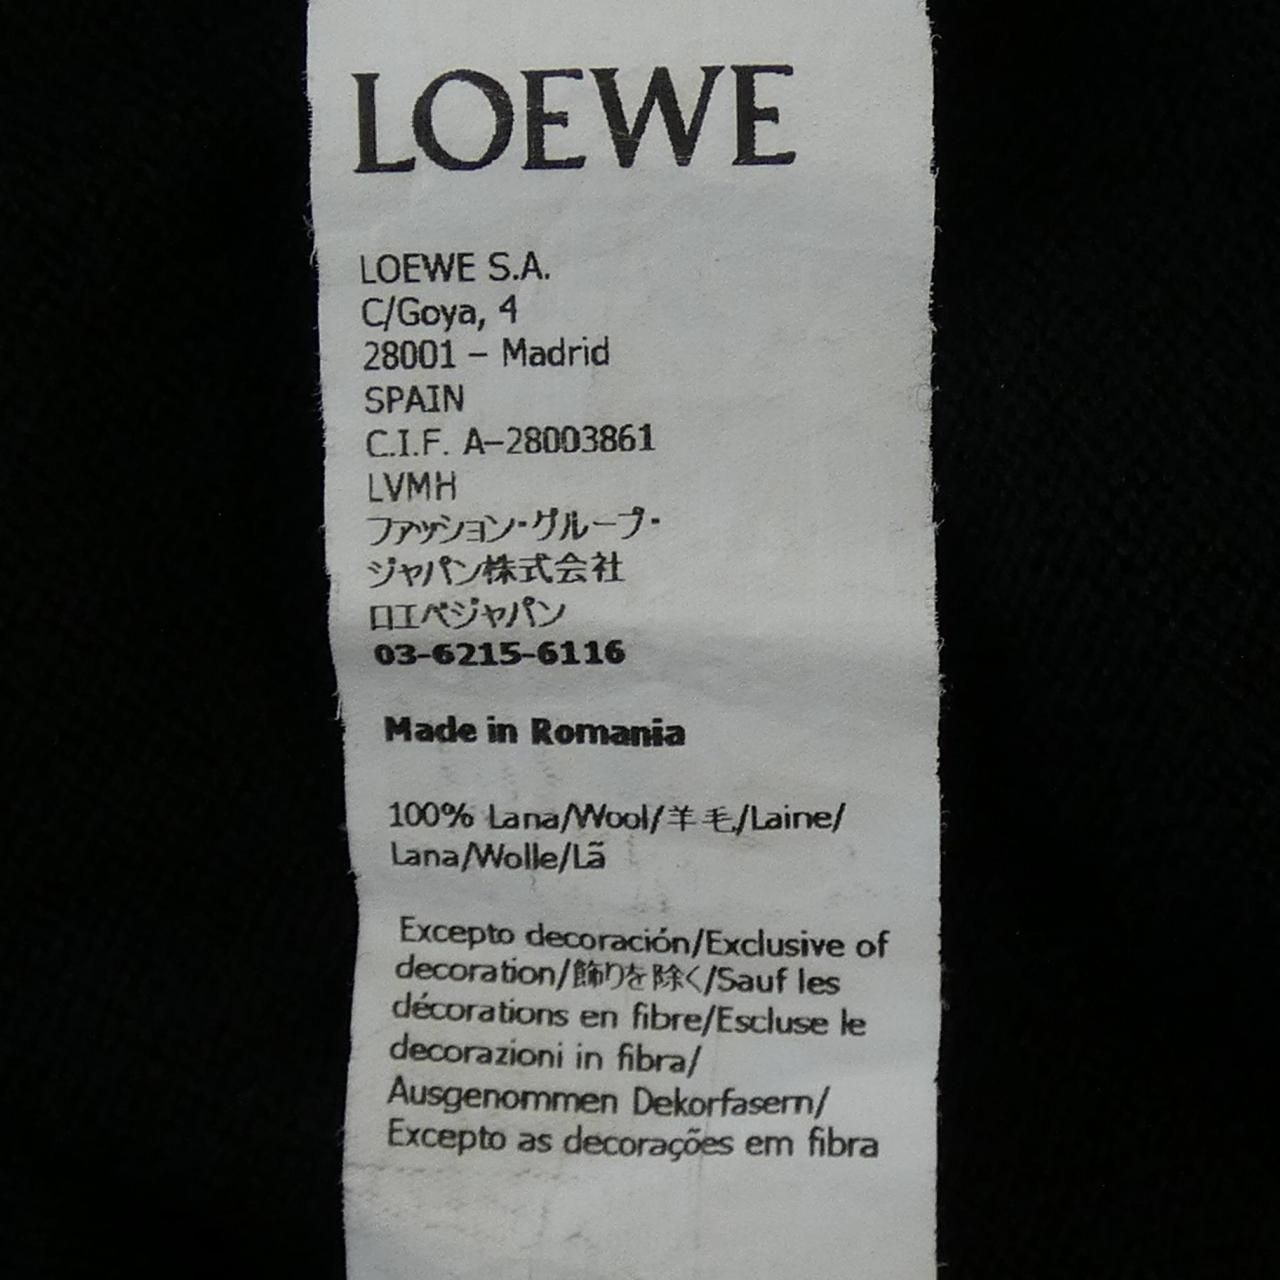 LOEWE
LOEWE S.A.
C/Goya, 4
28001 – Madrid
SPAIN
C.I.F. A–28003861
LVMH
ファッション・グループ・
ジャパン株式会社
ロエベジャパン
03-6215-6116
Made in Romania
100% Lana/Wool/羊毛/Laine/
Lana/Wolle/Lã
Excepto decoración/Exclusive of
decoration/飾りを除く/Sauf les
décorations en fibre/Escluse le
decorazioni in fibra/
Ausgenommen Dekorfasern/
Excepto as decorações em fibra